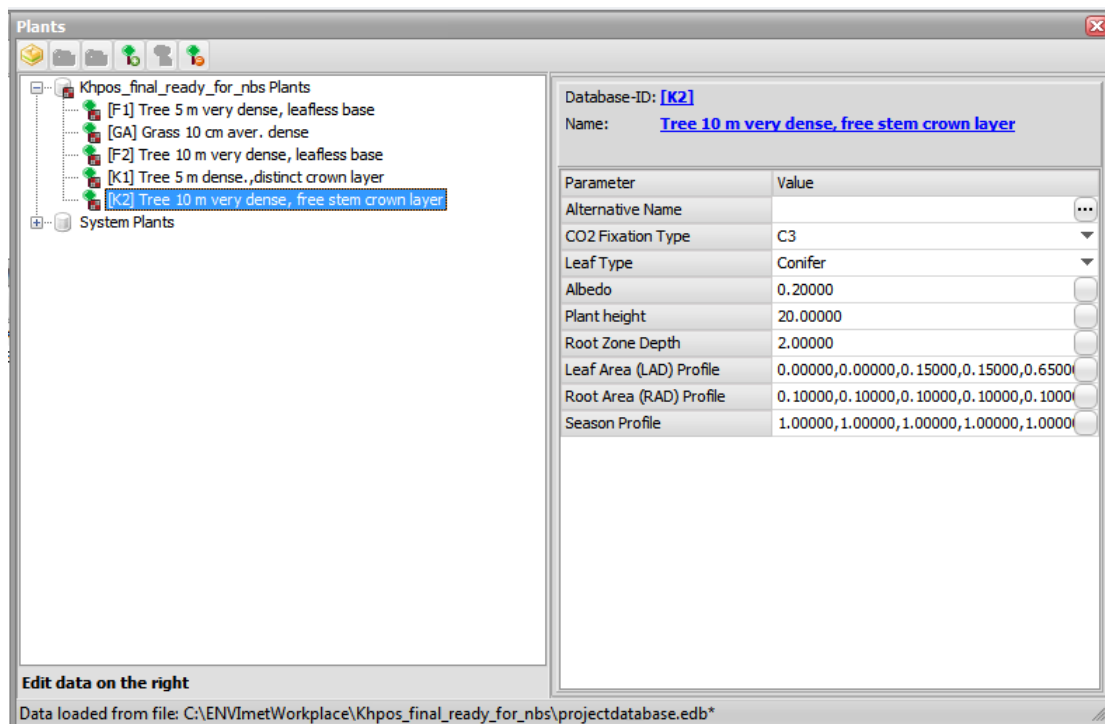 Plants
Khpos_final_ready_for_nbs Plants
[F1] Tree 5 m very dense, leafless base
[GA] Grass 10 cm aver. dense
[F2] Tree 10 m very dense, leafless base
[K1] Tree 5 m dense.,distinct crown layer
[K2] Tree 10 m very dense, free stem crown layer
System Plants
Edit data on the right
Database-ID: [K2]
Name: Tree 10 m very dense, free stem crown layer
Parameter Value
Alternative Name ...
CO2 Fixation Type C3
Leaf Type Conifer
Albedo 0.20000
Plant height 20.00000
Root Zone Depth 2.00000
Leaf Area (LAD) Profile 0.00000,0.00000,0.15000,0.15000,0.6500
Root Area (RAD) Profile 0.10000,0.10000,0.10000,0.10000,0.1000
Season Profile 1.00000,1.00000,1.00000,1.00000,1.0000
Data loaded from file: C:\ENVImetWorkplace\Khpos_final_ready_for_nbs\projectdatabase.edb*